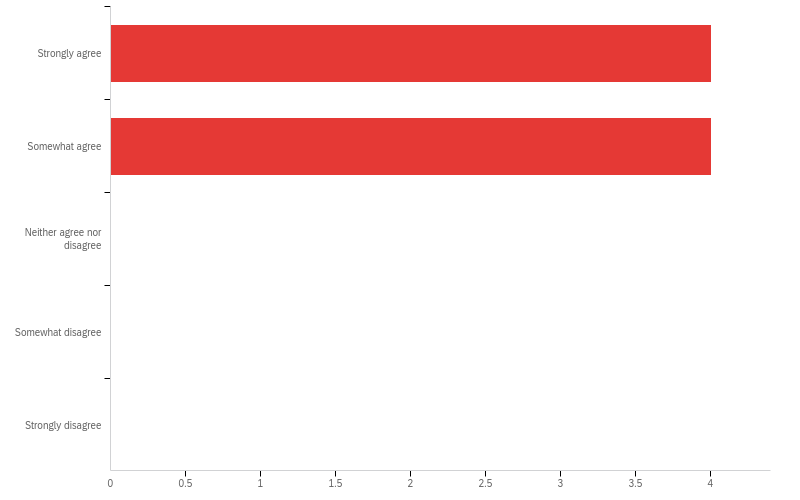 Strongly agree
Somewhat agree
Neither agree nor
disagree
Somewhat disagree
Strongly disagree
0 0.5 1 1.5 2 2.5 3 3.5 4